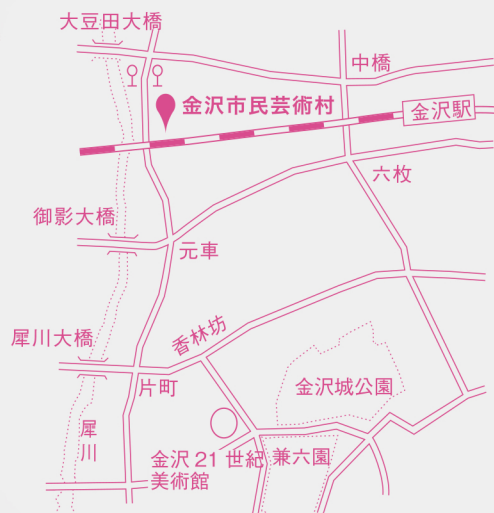 大豆田大橋
中橋
金沢市民芸術村
金沢駅
六枚
御影大橋
元車
香林坊
犀川大橋
片町
金沢城公園
犀川
金沢21世紀
美術館
兼六園